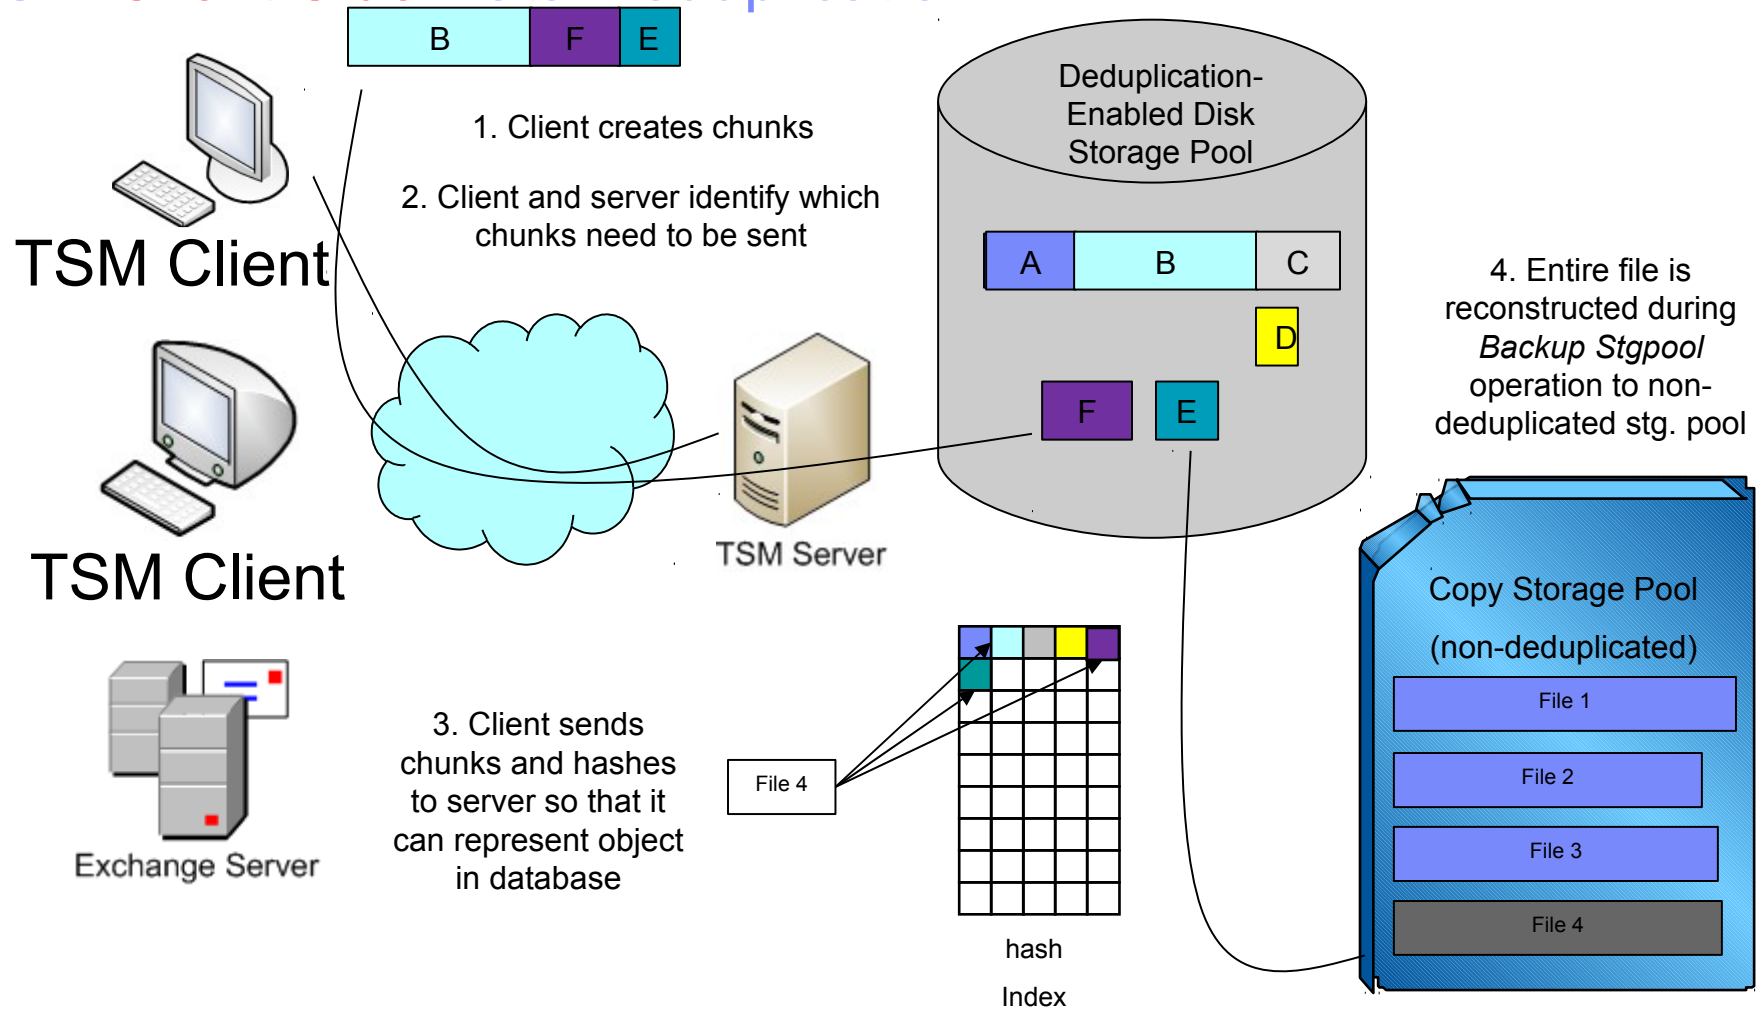 B F E
1. Client creates chunks
2. Client and server identify which
chunks need to be sent
TSM Client
TSM Client
Exchange Server
TSM Server
Deduplication-
Enabled Disk
Storage Pool
A B C
D
F E
3. Client sends
chunks and hashes
to server so that it
can represent object
in database
File 4
hash
Index
4. Entire file is
reconstructed during
Backup Stgpool
operation to non-
deduplicated stg. pool
Copy Storage Pool
(non-deduplicated)
File 1
File 2
File 3
File 4